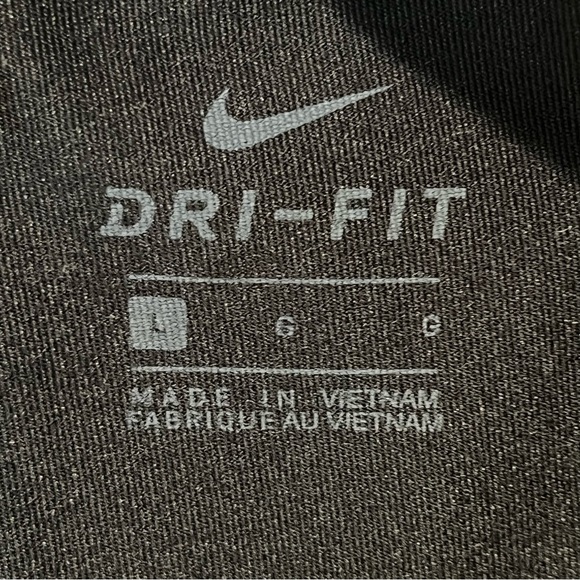 DRI-FIT
L G G
MADE IN VIETNAM
FABRIQUE AU VIETNAM